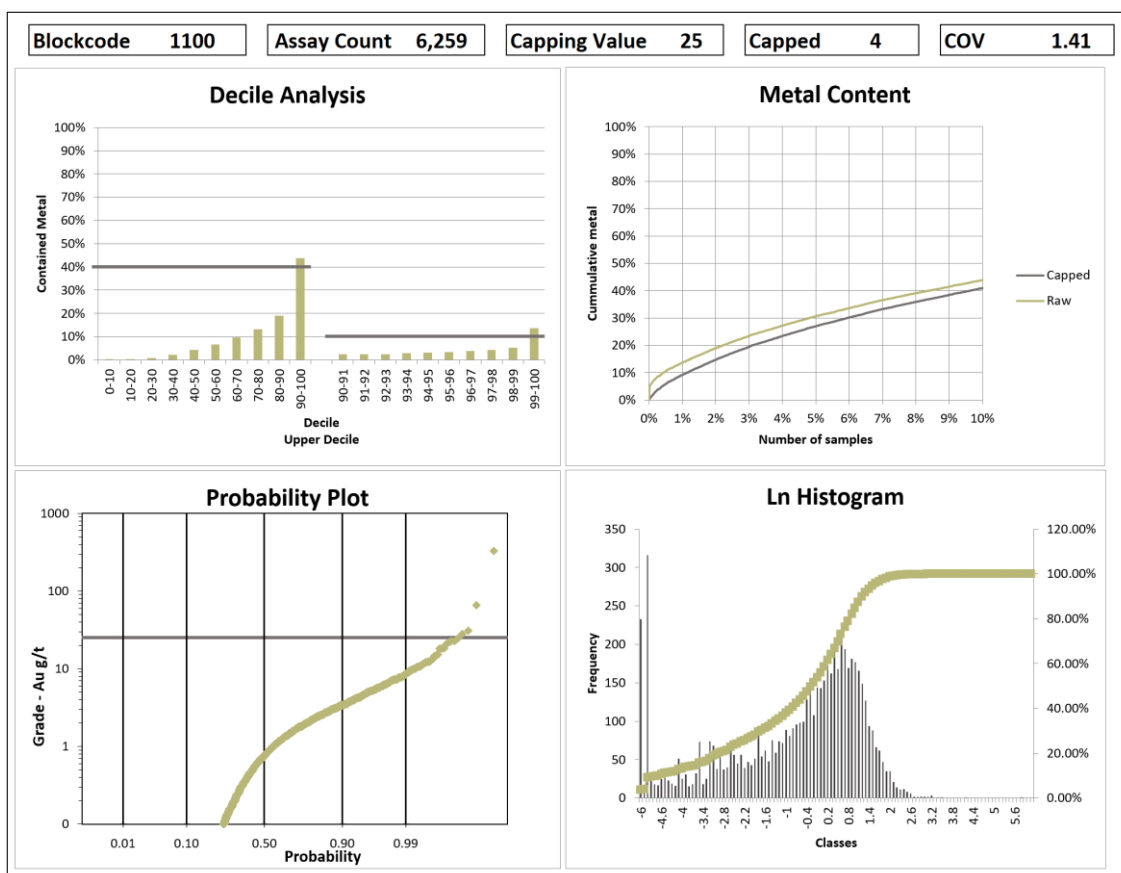 Blockcode 1100 Assay Count 6,259 Capping Value 25 Capped 4 COV 1.41
Decile Analysis
100%
90%
80%
70%
60%
50%
40%
30%
20%
10%
0%
Contained Metal
0-10 10-20 20-30 30-40 40-50 50-60 60-70 70-80 80-90 90-100 90-91 91-92 92-93 93-94 94-95 95-96 96-97 97-98 98-99 99-100
Decile
Upper Decile
Metal Content
100%
90%
80%
70%
60%
50%
40%
30%
20%
10%
0%
Cummulative metal
0% 1% 2% 3% 4% 5% 6% 7% 8% 9% 10%
Number of samples
Capped
Raw
Probability Plot
1000
100
10
1
0
Grade - Au g/t
0.01 0.10 0.50 0.90 0.99
Probability
Ln Histogram
350
300
250
200
150
100
50
0
Frequency
120.00%
100.00%
80.00%
60.00%
40.00%
20.00%
0.00%
-6 -4.6 -4 -3.4 -2.8 -2.2 -1.6 -1 -0.4 0.2 0.8 1.4 2 2.6 3.2 3.8 4.4 5 5.6
Classes